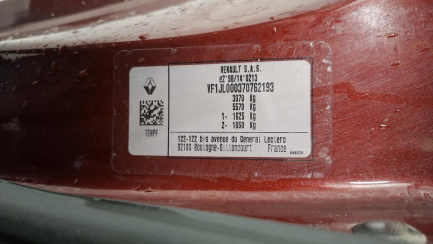 RENAULT S.A.S.
e2*98/14*0213
VF1JL000370762193
3070 Kg
5570 Kg
1- 1625 Kg
2- 1650 Kg
TEMPF
122-122 bis avenue du General Leclerc
92100 Boulogne-Billancourt France